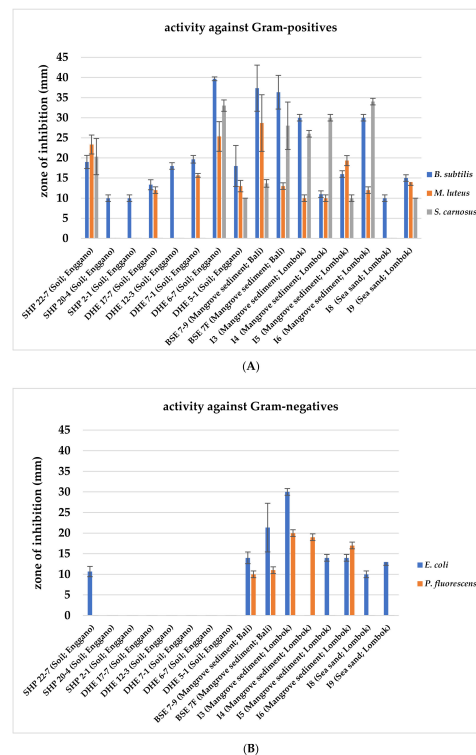 activity against Gram-positives
zone of inhibition (mm)
45
40
35
30
25
20
15
10
5
0
SHP 22-7 (Soil; Enggano)
SHP 20-4 (Soil; Enggano)
SHP 2-1 (Soil; Enggano)
DHE 17-7 (Soil; Enggano)
DHE 12-3 (Soil; Enggano)
DHE 7-1 (Soil; Enggano)
DHE 6-7 (Soil; Enggano)
DHE 5-1 (Soil; Enggano)
BSE 7-9 (Mangrove sediment; Bali)
BSE 7F (Mangrove sediment; Bali)
I3 (Mangrove sediment; Lombok)
I4 (Mangrove sediment; Lombok)
I5 (Mangrove sediment; Lombok)
I6 (Mangrove sediment; Lombok)
I8 (Sea sand; Lombok)
I9 (Sea sand; Lombok)
B. subtilis
M. luteus
S. carnosus
(A)
activity against Gram-negatives
zone of inhibition (mm)
45
40
35
30
25
20
15
10
5
0
SHP 22-7 (Soil; Enggano)
SHP 20-4 (Soil; Enggano)
SHP 2-1 (Soil; Enggano)
DHE 17-7 (Soil; Enggano)
DHE 12-3 (Soil; Enggano)
DHE 7-1 (Soil; Enggano)
DHE 6-7 (Soil; Enggano)
DHE 5-1 (Soil; Enggano)
BSE 7-9 (Mangrove sediment; Bali)
BSE 7F (Mangrove sediment; Bali)
I3 (Mangrove sediment; Lombok)
I4 (Mangrove sediment; Lombok)
I5 (Mangrove sediment; Lombok)
I6 (Mangrove sediment; Lombok)
I8 (Sea sand; Lombok)
I9 (Sea sand; Lombok)
E. coli
P. fluorescens
(B)